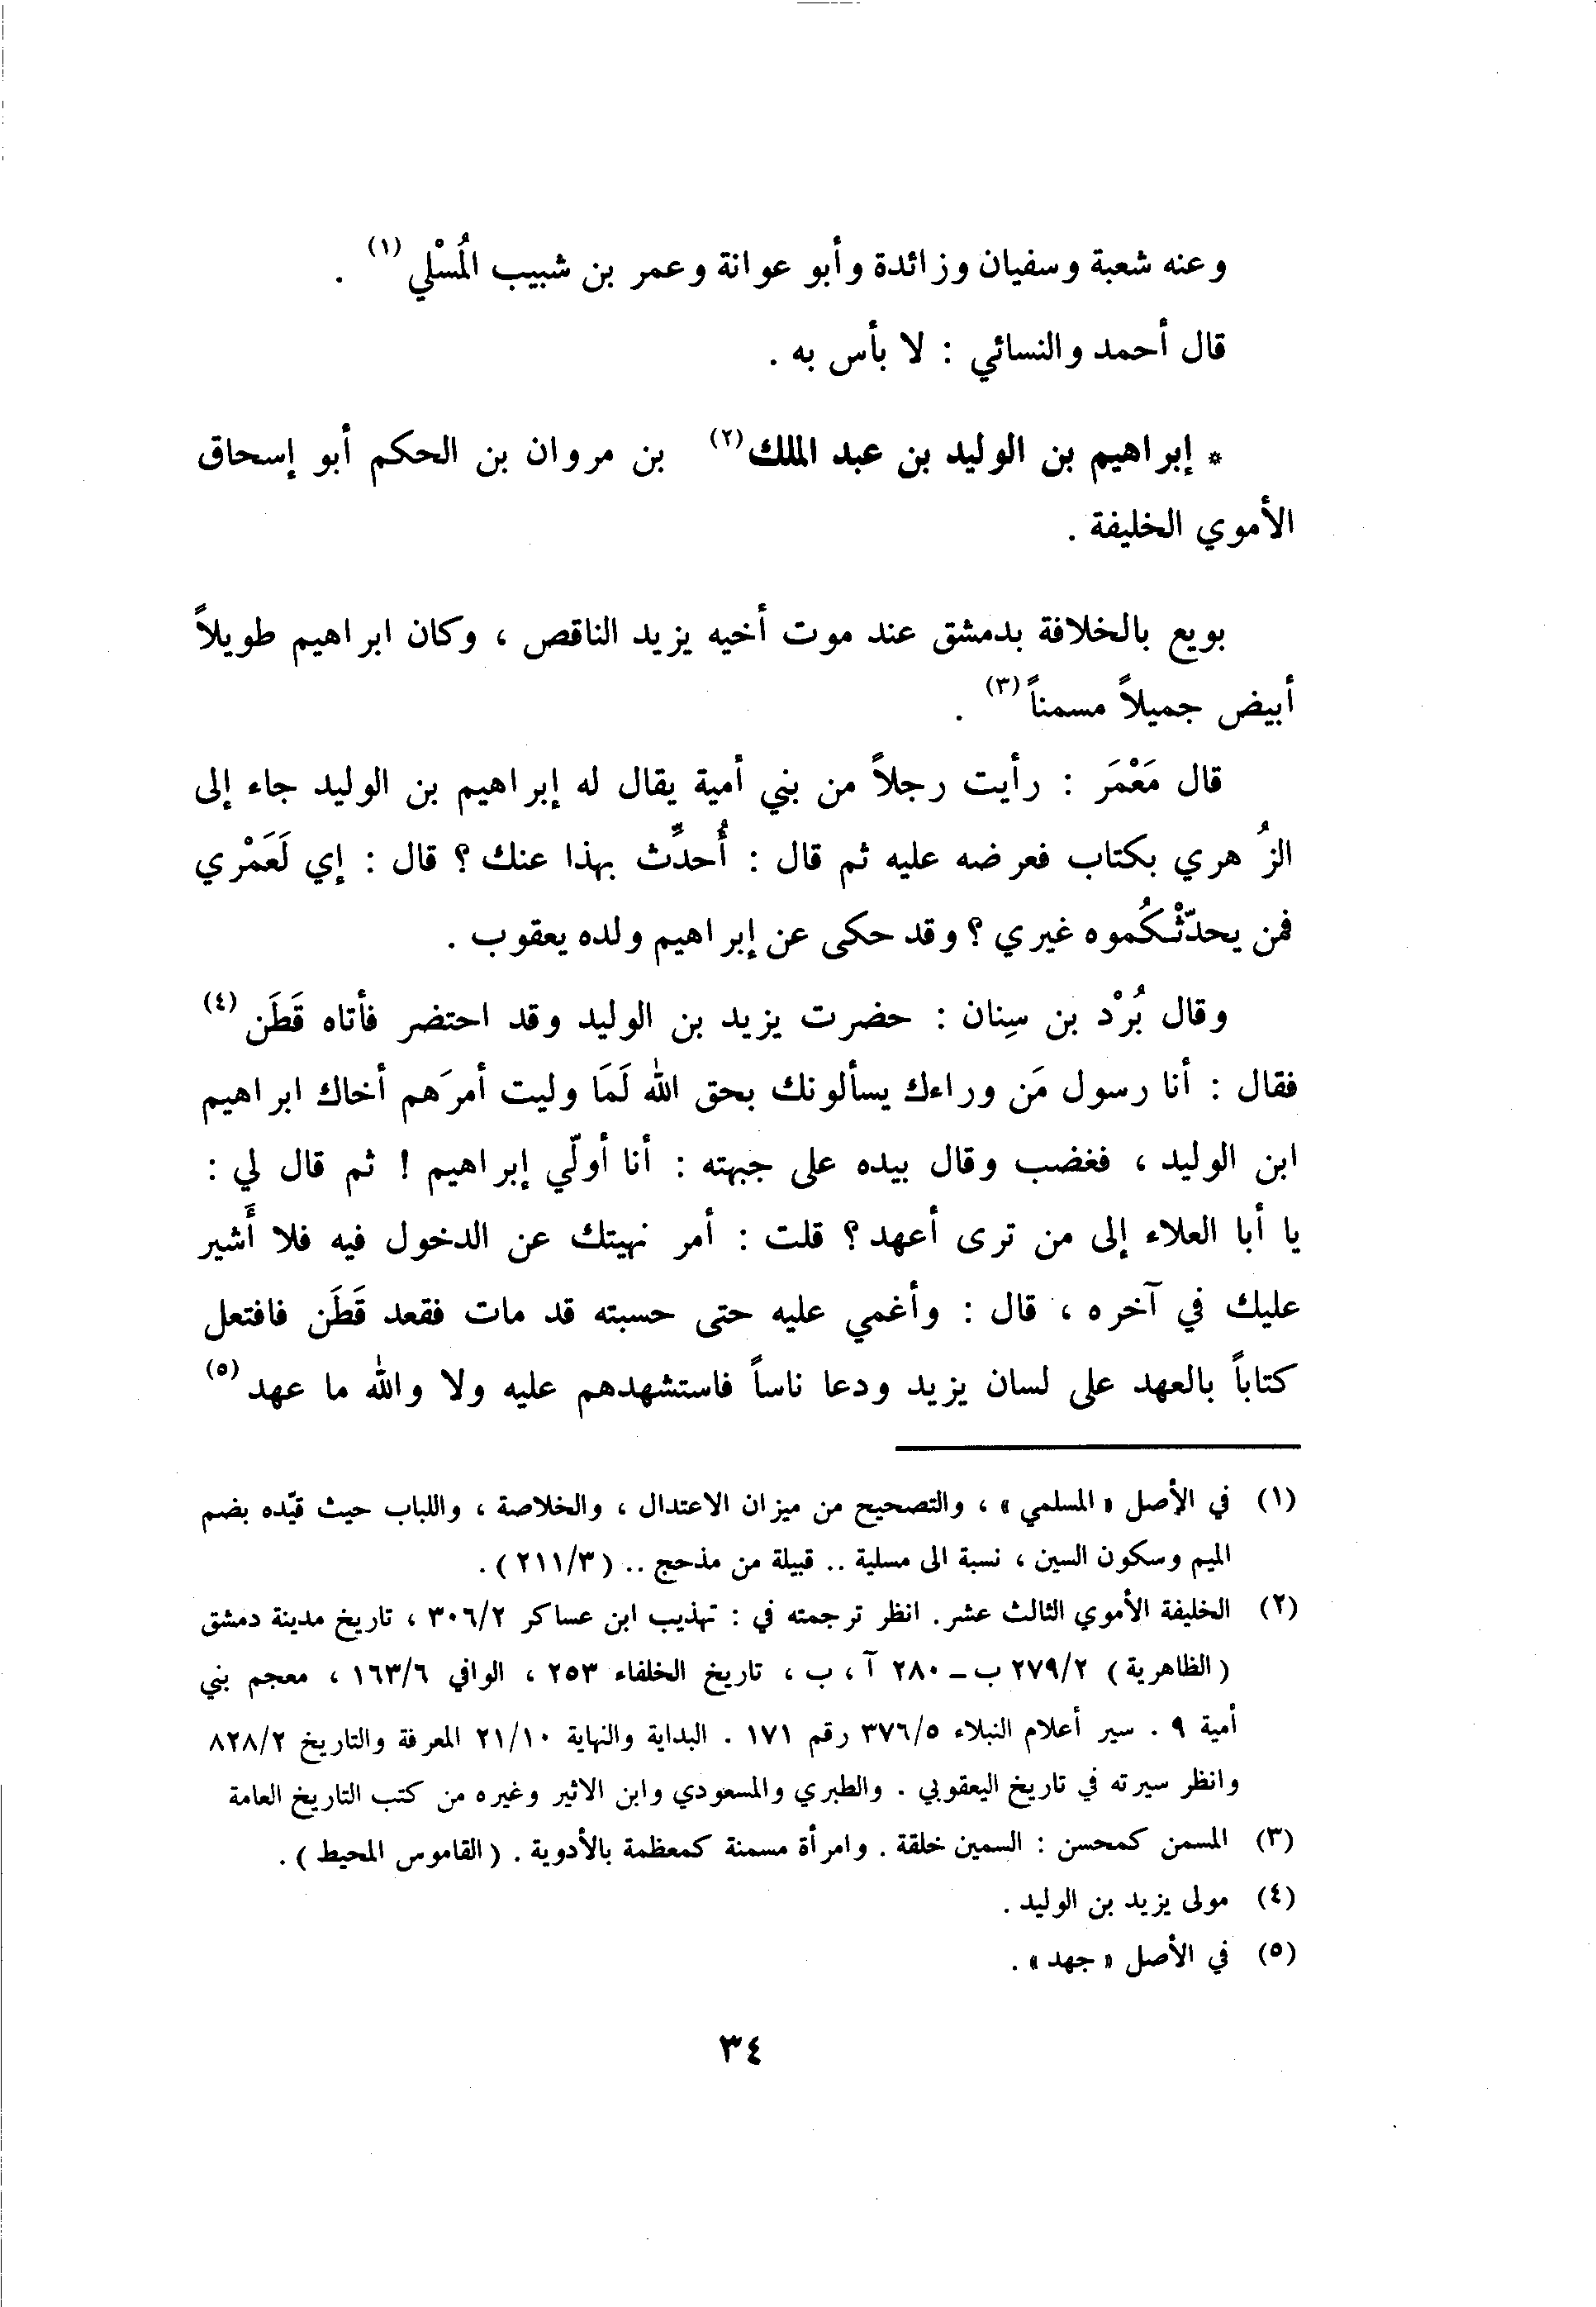 وعنه شعبة وسفيان وزائدة وأبو عوانة وعمر بن شبيب المُسْلي (١) .
قال أحمد والنسائي : لا بأس به .
* إبراهيم بن الوليد بن عبد الملك (٢) بن مروان بن الحكم أبو إسحاق
الأموي الخليفة .
بويع بالخلافة بدمشق عند موت أخيه يزيد الناقص ، وكان ابراهيم طويلاً
أبيض جميلاً مسمناً (٣) .
قال مَعْمَر : رأيت رجلاً من بني أمية يقال له إبراهيم بن الوليد جاء إلى
الزُهري بكتاب فعرضه عليه ثم قال : أُحدِّث بهذا عنك ؟ قال : إي لَعَمْري
فمن يحدّثْكُموه غيري ؟ وقد حكى عن إبراهيم ولده يعقوب .
وقال بُرْد بن سِنان : حضرت يزيد بن الوليد وقد احتضر فأتاه قَطَن (٤)
فقال : أنا رسول مَن وراءك يسألونك بحق الله لَمَا وليت أمرَهم أخاك ابراهيم
ابن الوليد ، فغضب وقال بيده على جبهته : أنا أولّي إبراهيم ! ثم قال لي :
يا أبا العلاء إلى من ترى أعهد ؟ قلت : أمر نهيتك عن الدخول فيه فلا أَشير
عليك في آخره ، قال : وأغمي عليه حتى حسبته قد مات فقعد قَطَن فافتعل
كتاباً بالعهد على لسان يزيد ودعا ناساً فاستشهدهم عليه ولا والله ما عهد (٥)
(١) في الأصل « المسلمي » ، والتصحيح من ميزان الاعتدال ، والخلاصة ، واللباب حيث قيّده بضم
الميم وسكون السين ، نسبة الى مسلية .. قبيلة من مذحج .. (٢١١/٣) .
(٢) الخليفة الأموي الثالث عشر . انظر ترجمته في : تهذيب ابن عساكر ٣٠٦/٢ ، تاريخ مدينة دمشق
(الظاهرية) ٢٧٩/٢ ب ــ ٢٨٠ آ ، ب ، تاريخ الخلفاء ٢٥٣ ، الوافي ١٦٣/٦ ، معجم بني
أمية ٩ . سير أعلام النبلاء ٣٧٦/٥ رقم ١٧١ . البداية والنهاية ٢١/١٠ المعرفة والتاريخ ٨٢٨/٢
وانظر سيرته في تاريخ اليعقوبي . والطبري والمسعودي وابن الاثير وغيره من كتب التاريخ العامة
(٣) المسمن كمحسن : السمين خلقة . وامرأة مسمنة كمعظمة بالأدوية . (القاموس المحيط) .
(٤) مولى يزيد بن الوليد .
(٥) في الأصل « جهد » .
٣٤